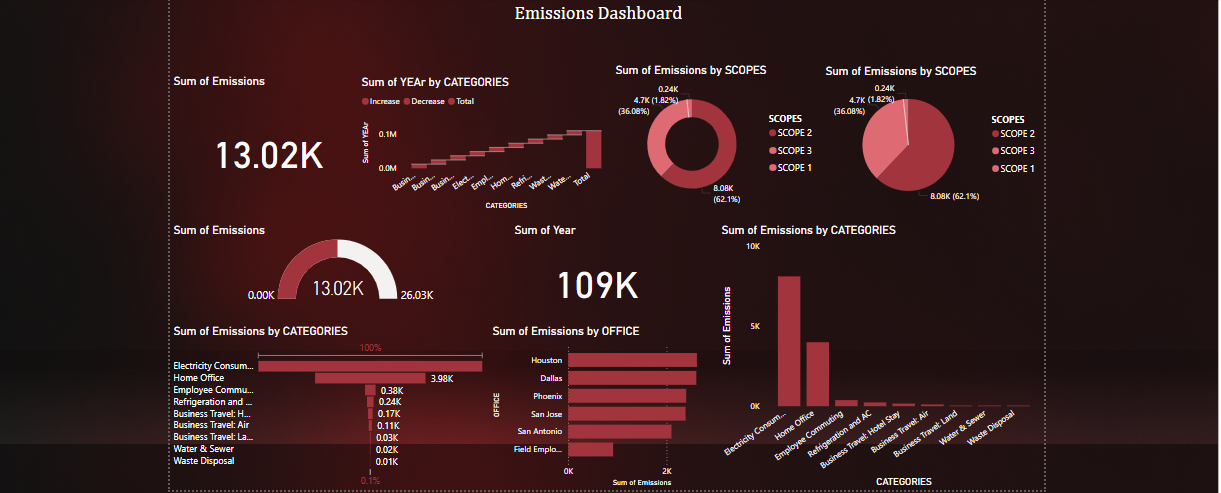 Emissions Dashboard
Sum of Emissions
13.02K
Sum of YEAr by CATEGORIES
Increase Decrease Total
Sum of YEAr
0.1M
0.0M
Busin...
Busin...
Busin...
Elect...
Empl...
Hom...
Refri...
Wast...
Wate...
Total
CATEGORIES
Sum of Emissions by SCOPES
0.24K
(1.82%)
4.7K
(36.08%)
8.08K
(62.1%)
SCOPES
SCOPE 2
SCOPE 3
SCOPE 1
Sum of Emissions by SCOPES
0.24K
(1.82%)
4.7K
(36.08%)
8.08K (62.1%)
SCOPES
SCOPE 2
SCOPE 3
SCOPE 1
Sum of Emissions
0.00K
13.02K
26.03K
Sum of Year
109K
Sum of Emissions by CATEGORIES
Sum of Emissions
10K
5K
0K
Electricity Consum...
Home Office
Employee Commuting
Refrigeration and AC
Business Travel: Hotel Stay
Business Travel: Air
Business Travel: Land
Water & Sewer
Waste Disposal
CATEGORIES
Sum of Emissions by CATEGORIES
100%
Electricity Consum...
Home Office 3.98K
Employee Commu... 0.38K
Refrigeration and ... 0.24K
Business Travel: H... 0.17K
Business Travel: Air 0.11K
Business Travel: La... 0.03K
Water & Sewer 0.02K
Waste Disposal 0.01K
0.1%
Sum of Emissions by OFFICE
OFFICE
Houston
Dallas
Phoenix
San Jose
San Antonio
Field Emplo...
0K 2K
Sum of Emissions